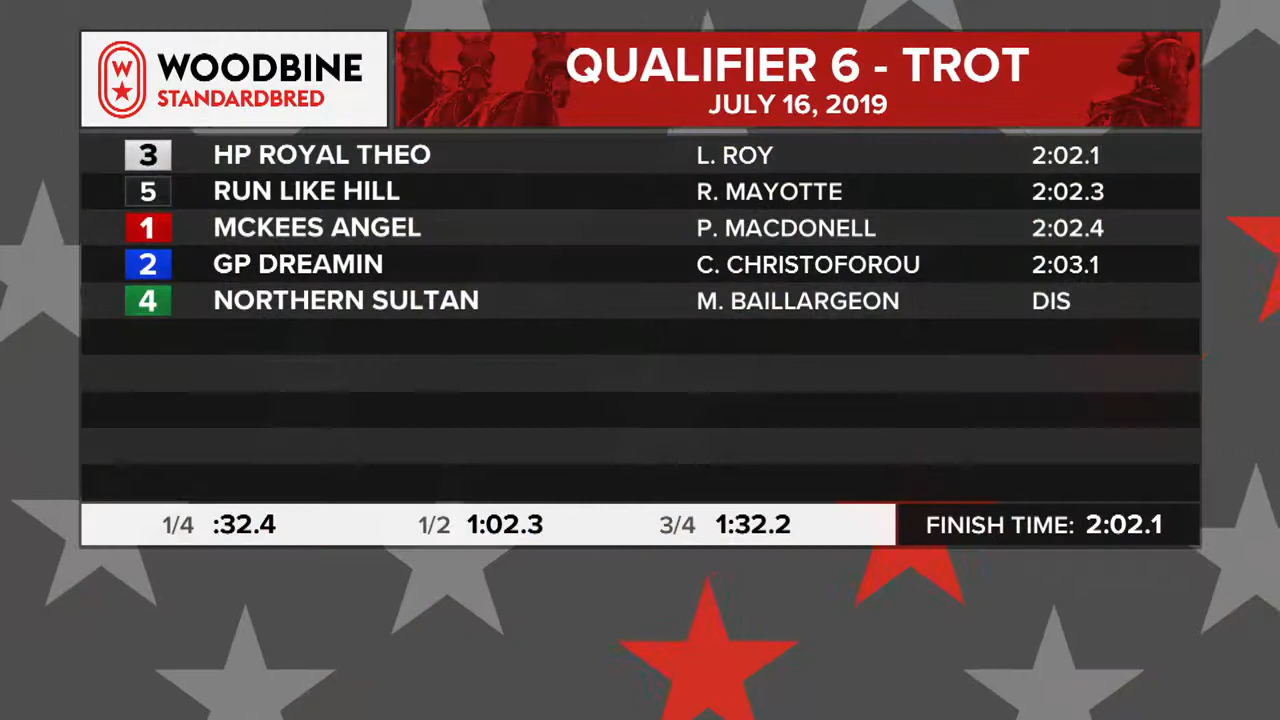 W
WOODBINE
STANDARDBRED
QUALIFIER 6 - TROT
JULY 16, 2019
3 HP ROYAL THEO L. ROY 2:02.1
5 RUN LIKE HILL R. MAYOTTE 2:02.3
1 MCKEES ANGEL P. MACDONELL 2:02.4
2 GP DREAMIN C. CHRISTOFOROU 2:03.1
4 NORTHERN SULTAN M. BAILLARGEON DIS
1/4 :32.4 1/2 1:02.3 3/4 1:32.2 FINISH TIME: 2:02.1